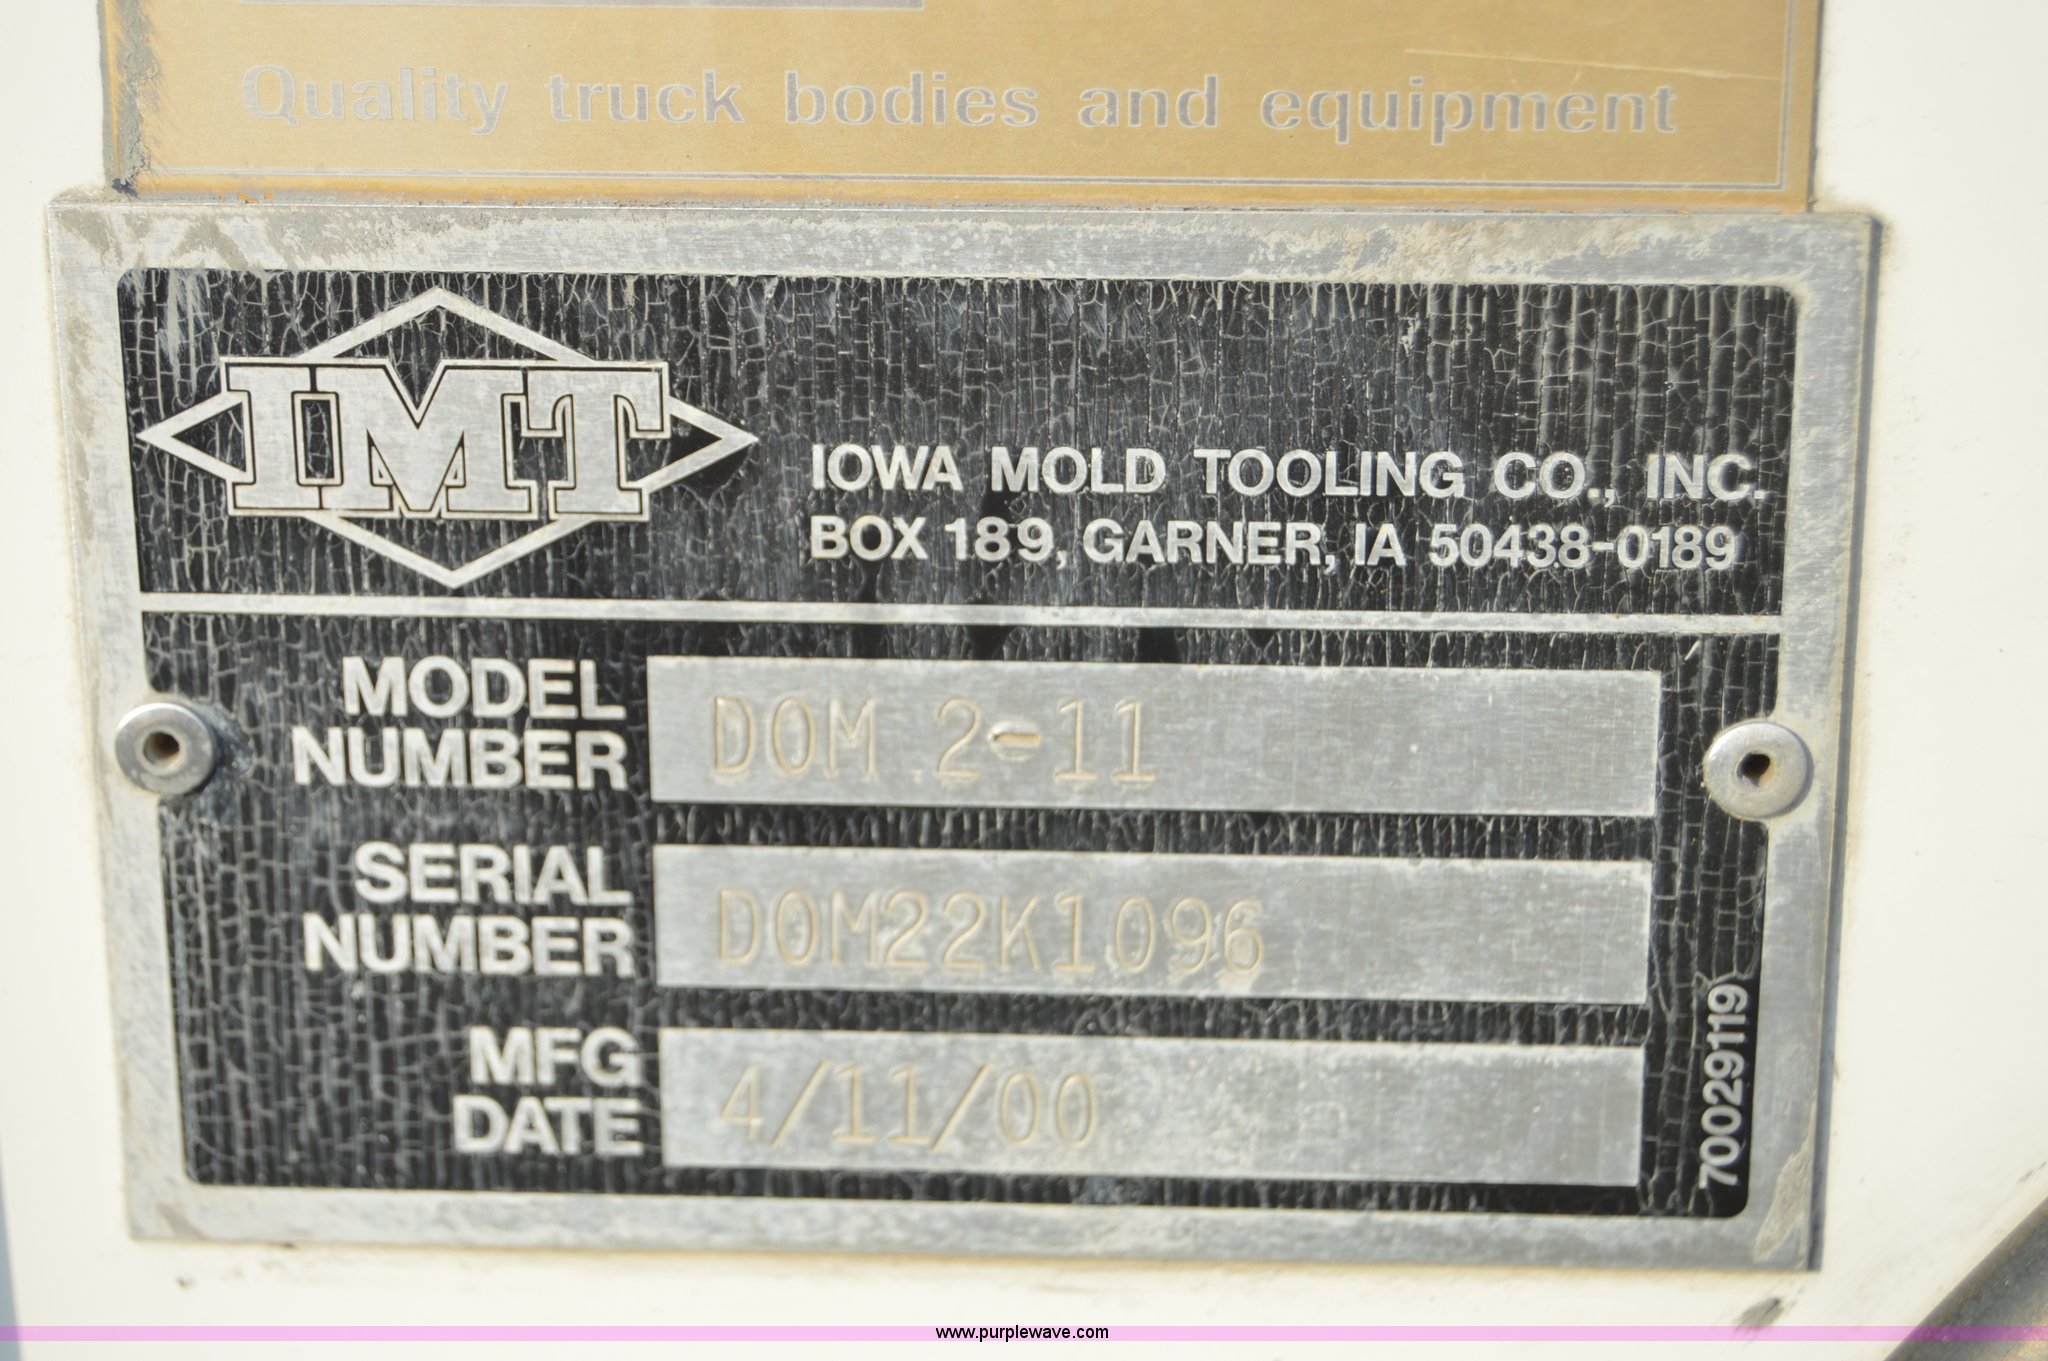 Quality truck bodies and equipment
IMT
IOWA MOLD TOOLING CO., INC.
BOX 189, GARNER, IA 50438-0189
MODEL
NUMBER
DOM 2-11
SERIAL
NUMBER
DOM22K1096
MFG
DATE
4/11/00
70029119
www.purplewave.com